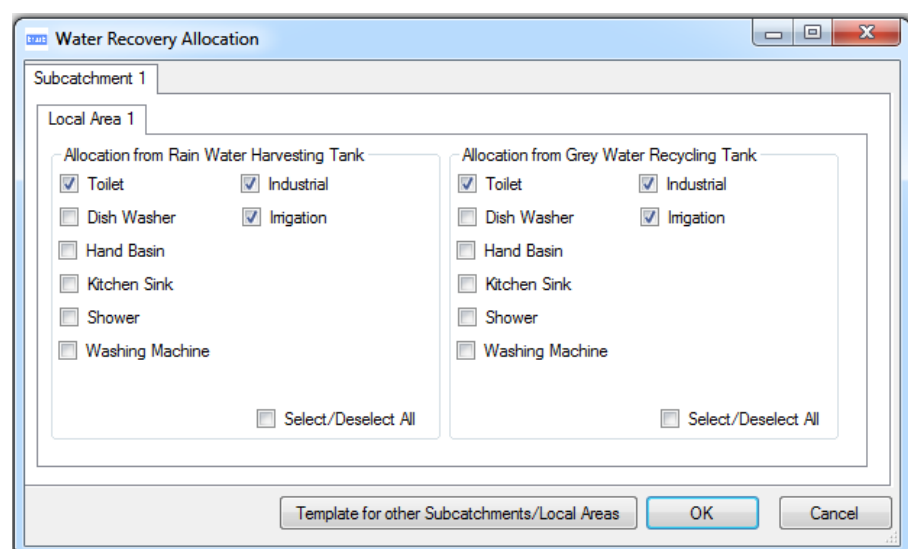 Water Recovery Allocation
Subcatchment 1
Local Area 1
Allocation from Rain Water Harvesting Tank
Toilet
Industrial
Dish Washer
Irrigation
Hand Basin
Kitchen Sink
Shower
Washing Machine
Select/Deselect All
Allocation from Grey Water Recycling Tank
Toilet
Industrial
Dish Washer
Irrigation
Hand Basin
Kitchen Sink
Shower
Washing Machine
Select/Deselect All
Template for other Subcatchments/Local Areas
OK
Cancel